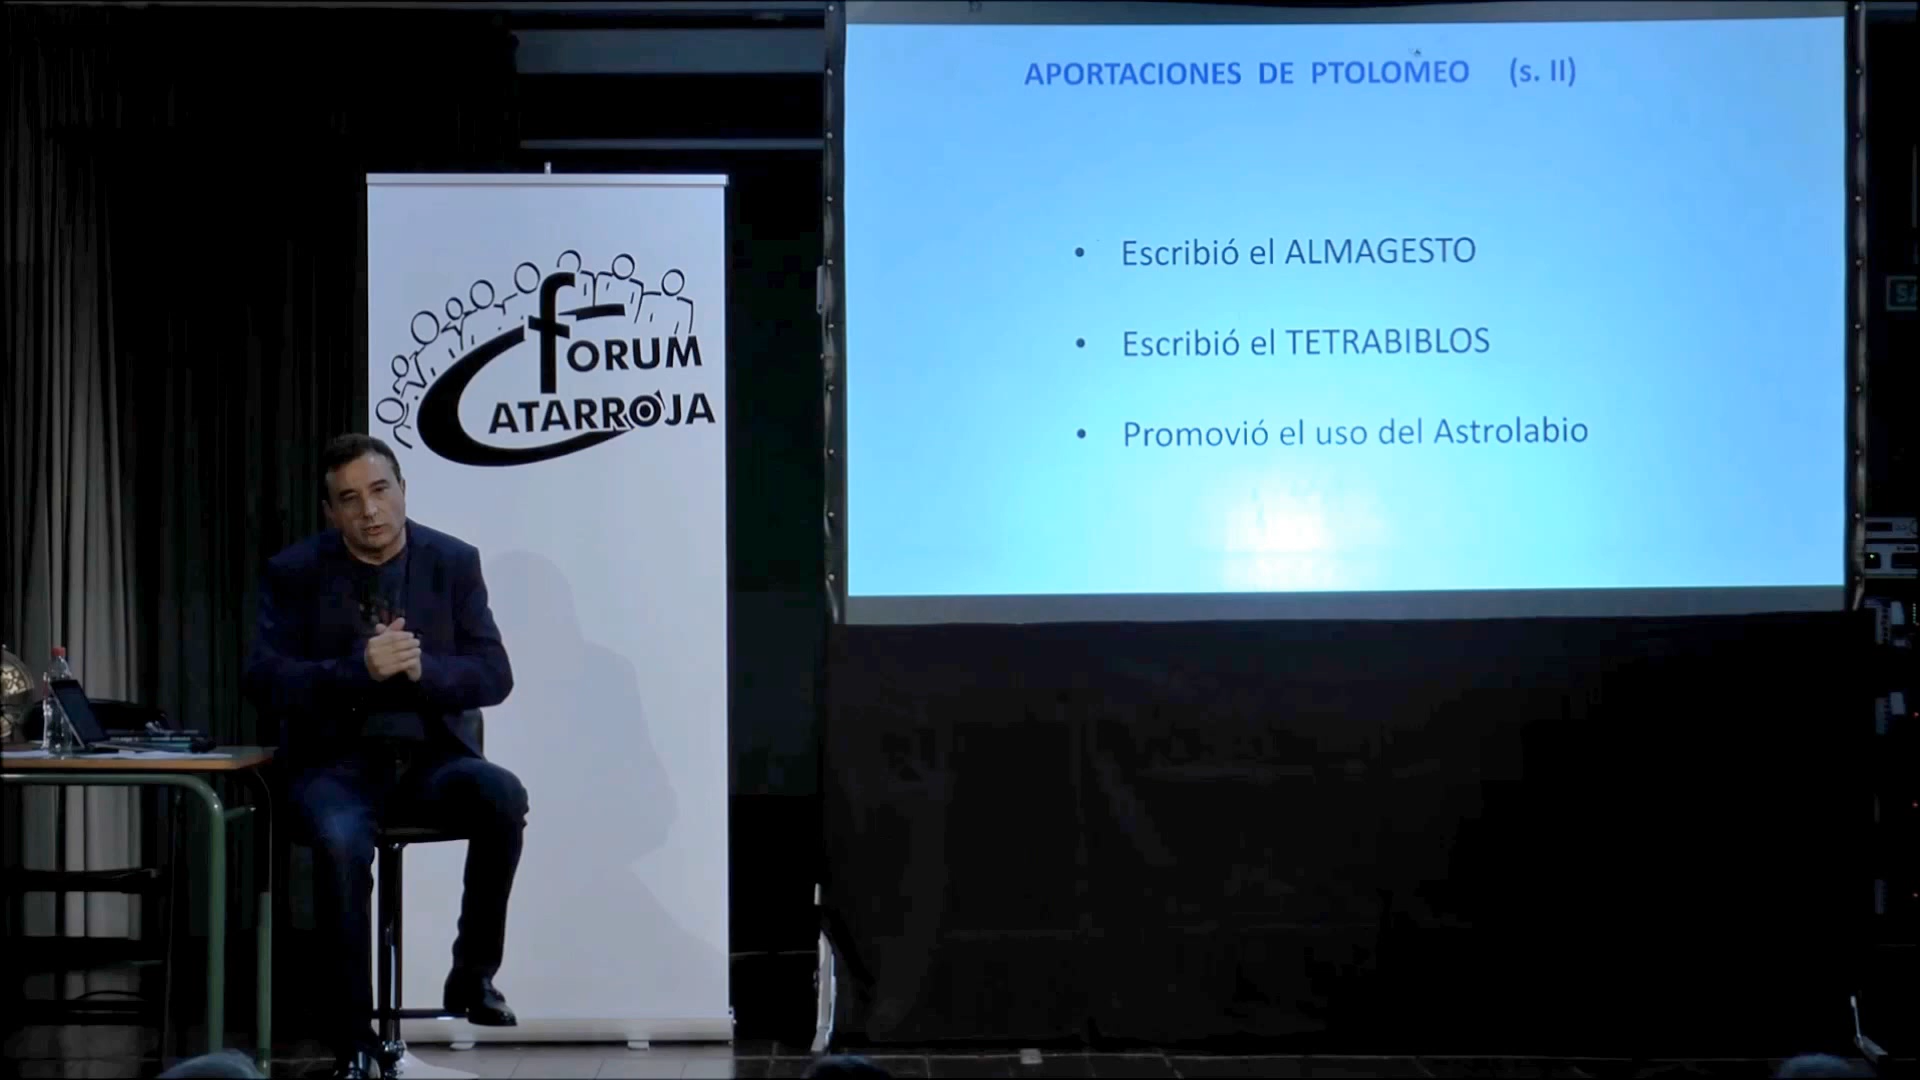 FORUM
CATARROJA
APORTACIONES DE PTOLOMEO (s. II)
• Escribió el ALMAGESTO
• Escribió el TETRABIBLOS
• Promovió el uso del Astrolabio